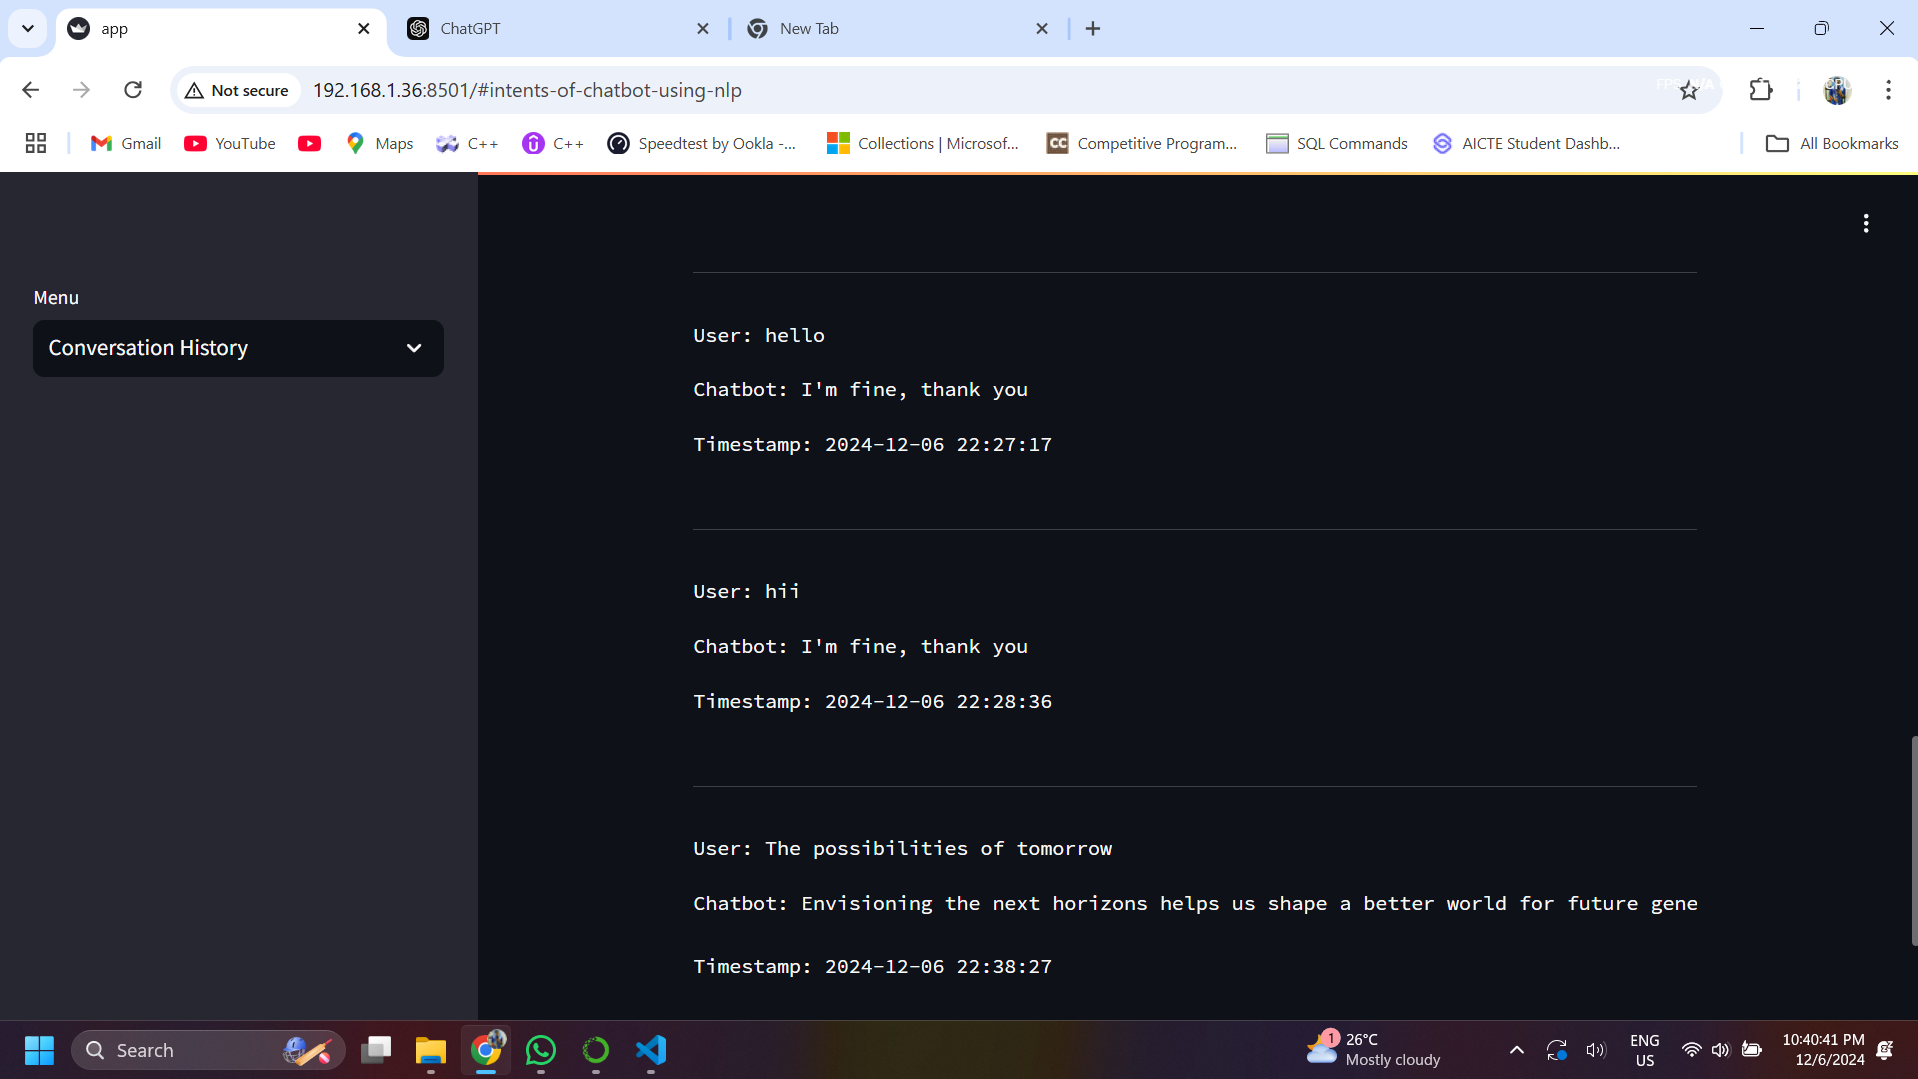 app
ChatGPT
New Tab
Not secure
192.168.1.36:8501/#intents-of-chatbot-using-nlp
Gmail
YouTube
Maps
C++
C++
Speedtest by Ookla -...
Collections | Microsof...
CC
Competitive Program...
SQL Commands
AICTE Student Dashb...
All Bookmarks
Menu
Conversation History
User: hello
Chatbot: I'm fine, thank you
Timestamp: 2024-12-06 22:27:17
User: hii
Chatbot: I'm fine, thank you
Timestamp: 2024-12-06 22:28:36
User: The possibilities of tomorrow
Chatbot: Envisioning the next horizons helps us shape a better world for future gene
Timestamp: 2024-12-06 22:38:27
Search
1
26°C
Mostly cloudy
ENG
US
10:40:41 PM
12/6/2024